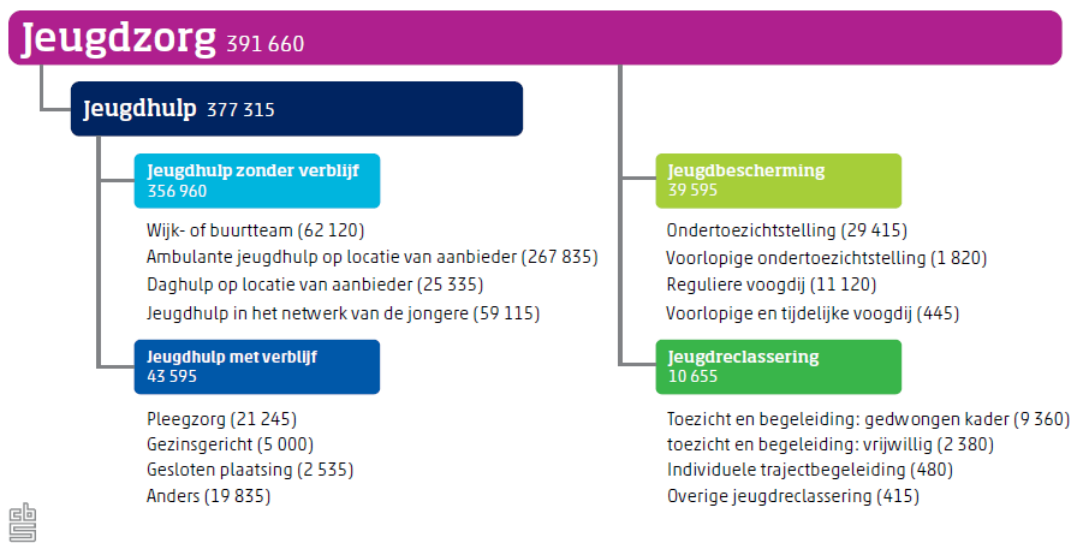 Jeugdzorg 391 660
Jeugdhulp 377 315
Jeugdhulp zonder verblijf
356 960
Wijk- of buurtteam (62 120)
Ambulante jeugdhulp op locatie van aanbieder (267 835)
Daghulp op locatie van aanbieder (25 335)
Jeugdhulp in het netwerk van de jongere (59 115)
Jeugdhulp met verblijf
43 595
Pleegzorg (21 245)
Gezinsgericht (5 000)
Gesloten plaatsing (2 535)
Anders (19 835)
Jeugdbescherming
39 595
Ondertoezichtstelling (29 415)
Voorlopige ondertoezichtstelling (1 820)
Reguliere voogdij (11 120)
Voorlopige en tijdelijke voogdij (445)
Jeugdreclassering
10 655
Toezicht en begeleiding: gedwongen kader (9 360)
toezicht en begeleiding: vrijwillig (2 380)
Individuele trajectbegeleiding (480)
Overige jeugdreclassering (415)
cbs